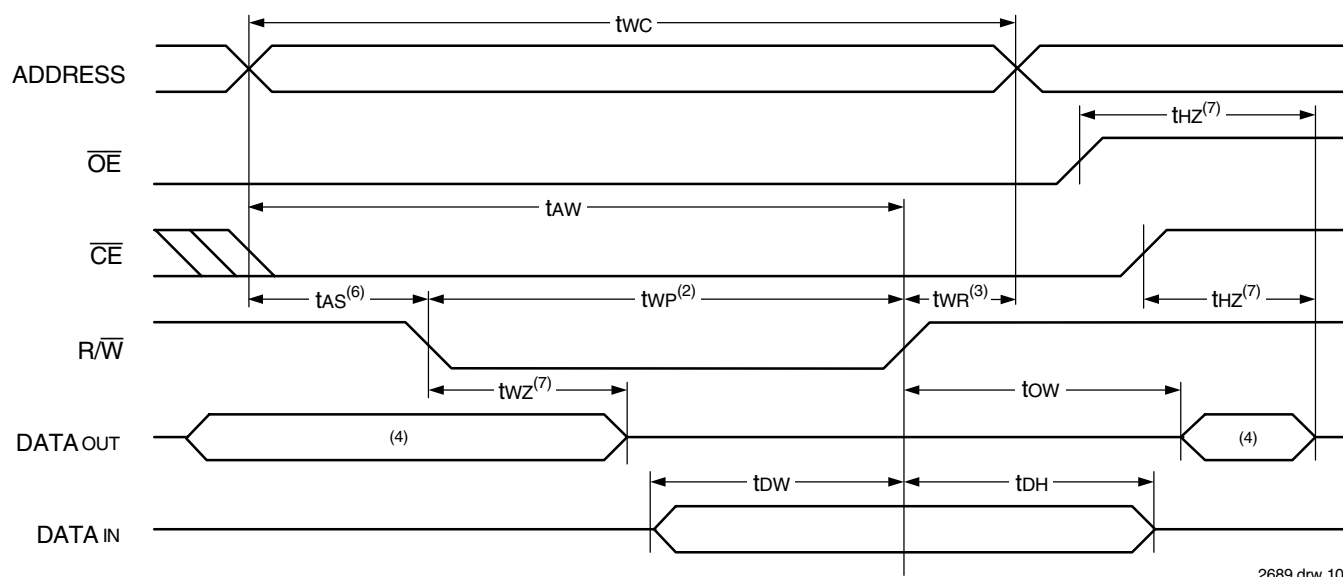 tWC
ADDRESS
tHZ(7)
OE
tAW
CE
tAS(6) tWP(2) tWR(3) tHZ(7)
R/W
tWZ(7) tOW
DATA OUT (4) (4)
tDW tDH
DATA IN
2689 drw 10